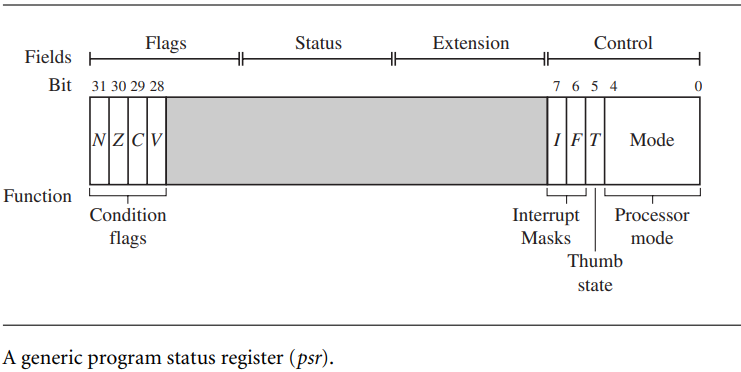 Fields Flags Status Extension Control
Bit 31 30 29 28 7 6 5 4 0
N Z C V I F T Mode
Function
Condition flags
Interrupt Masks
Processor mode
Thumb state
A generic program status register (psr).